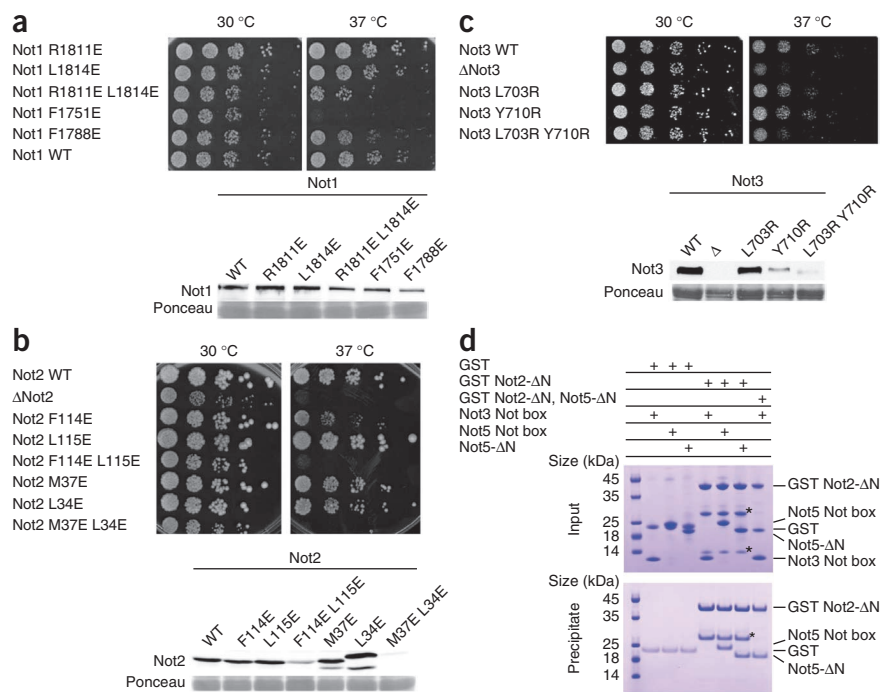 a
30 °C 37 °C
Not1 R1811E
Not1 L1814E
Not1 R1811E L1814E
Not1 F1751E
Not1 F1788E
Not1 WT
Not1
WT R1811E L1814E R1811E L1814E F1751E F1788E
Not1
Ponceau
b
30 °C 37 °C
Not2 WT
ΔNot2
Not2 F114E
Not2 L115E
Not2 F114E L115E
Not2 M37E
Not2 L34E
Not2 M37E L34E
Not2
WT F114E L115E F114E L115E M37E L34E M37E L34E
Not2
Ponceau
c
30 °C 37 °C
Not3 WT
ΔNot3
Not3 L703R
Not3 Y710R
Not3 L703R Y710R
Not3
WT Δ L703R Y710R L703R Y710R
Not3
Ponceau
d
GST + + +
GST Not2-ΔN + + +
GST Not2-ΔN, Not5-ΔN +
Not3 Not box + + +
Not5 Not box + +
Not5-ΔN + +
Size (kDa)
45
35
25
18
14
Input
GST Not2-ΔN
Not5 Not box
*
GST
Not5-ΔN
*
Not3 Not box
Size (kDa)
45
35
25
18
14
Precipitate
GST Not2-ΔN
*
Not5 Not box
GST
Not5-ΔN